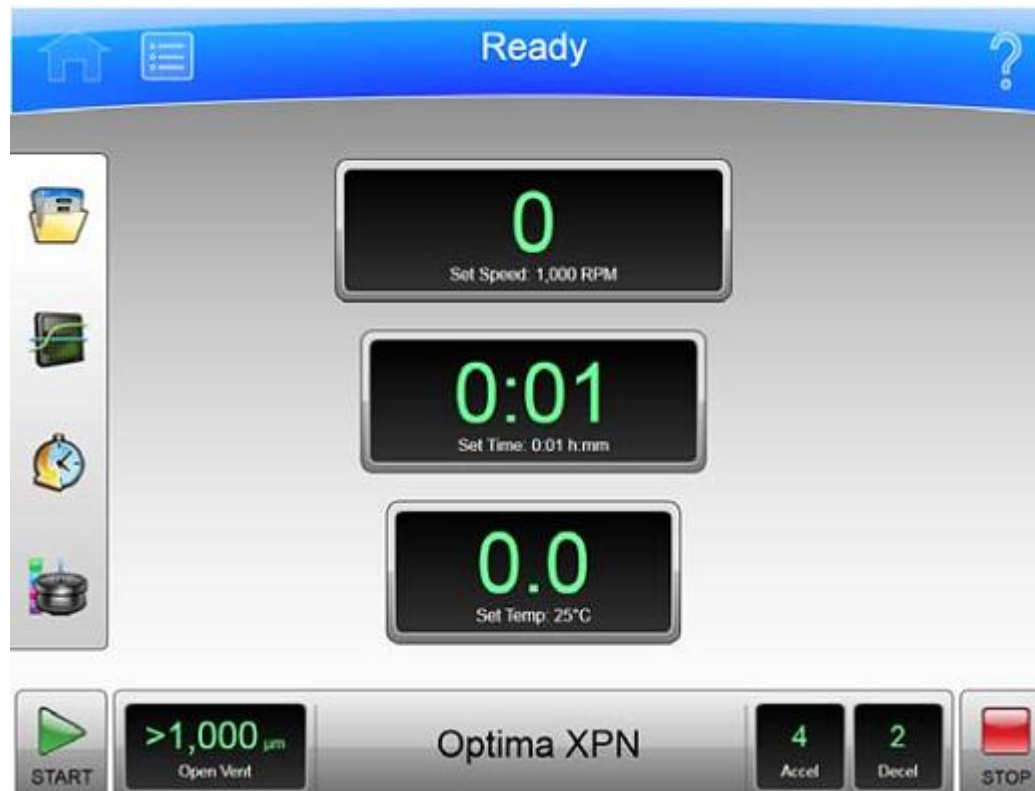 Ready
?
0
Set Speed: 1,000 RPM
0:01
Set Time: 0:01 h:mm
0.0
Set Temp: 25°C
START
>1,000 µm
Open Vent
Optima XPN
4
Accel
2
Decel
STOP